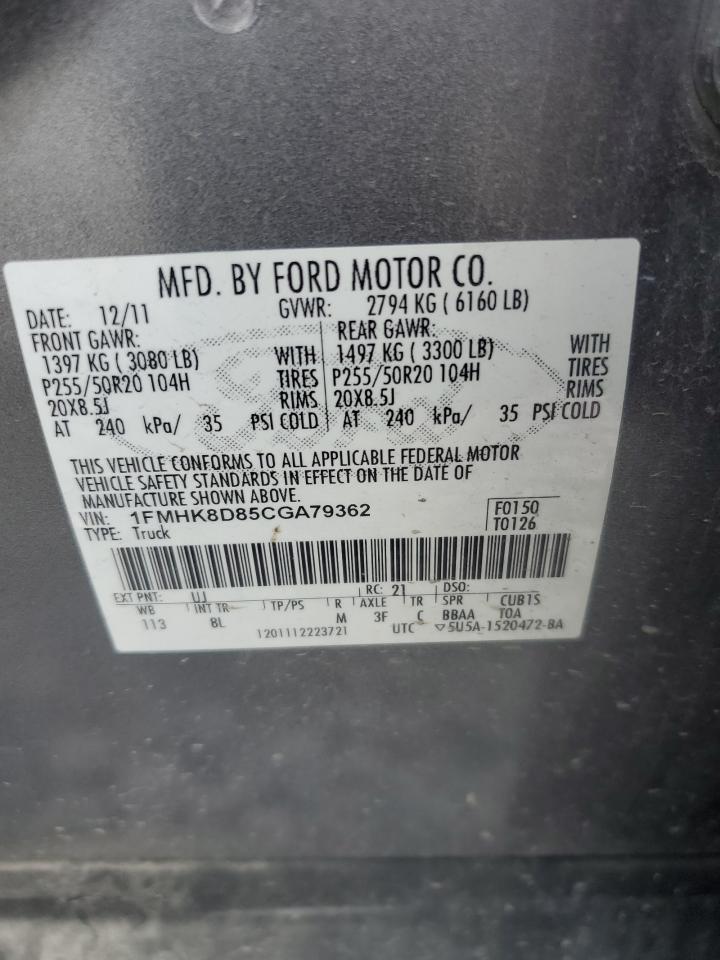 MFD. BY FORD MOTOR CO.
DATE: 12/11 GVWR: 2794 KG ( 6160 LB)
FRONT GAWR: REAR GAWR:
1397 KG ( 3080 LB) WITH 1497 KG ( 3300 LB) WITH
P255/50R20 104H TIRES P255/50R20 104H TIRES
20X8.5J RIMS 20X8.5J RIMS
AT 240 kPa/ 35 PSI COLD AT 240 kPa/ 35 PSI COLD
THIS VEHICLE CONFORMS TO ALL APPLICABLE FEDERAL MOTOR
VEHICLE SAFETY STANDARDS IN EFFECT ON THE DATE OF
MANUFACTURE SHOWN ABOVE.
VIN: 1FMHK8D85CGA79362 F0150
TYPE: Truck T0126
EXT PNT: UJ RC: 21 DSO: -
WB INT TR TP/PS R AXLE TR SPR CUB1S
113 8L M 3F C BBAA TOA
1201112223721 UTC ▽5U5A-1520472-BA